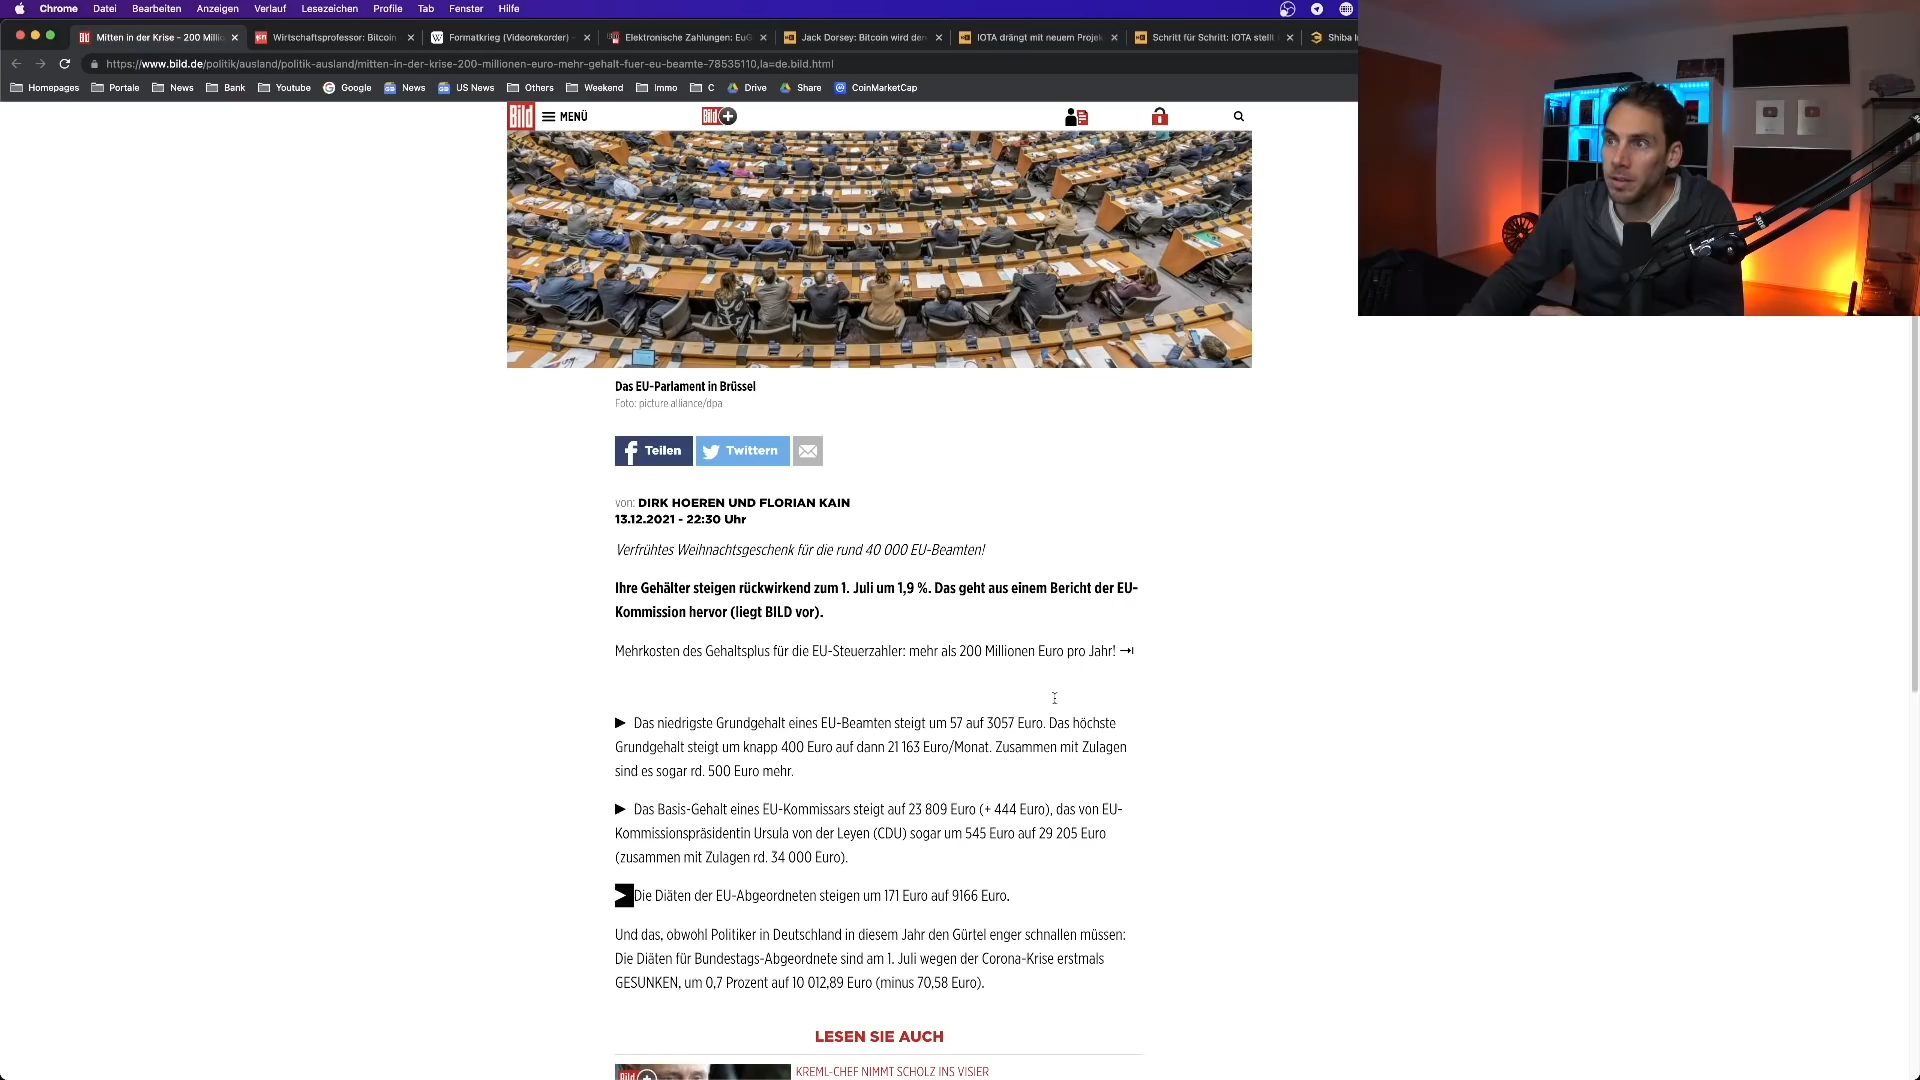 Chrome Datei Bearbeiten Anzeigen Verlauf Lesezeichen Profile Tab Fenster Hilfe
Mitten in der Krise - 200 Millio
Wirtschaftsprofessor: Bitcoin
Formatkrieg (Videorekorder) –
Elektronische Zahlungen: EuG
Jack Dorsey: Bitcoin wird den
IOTA drängt mit neuem Projek
Schritt für Schritt: IOTA stellt
Shiba I
https://www.bild.de/politik/ausland/politik-ausland/mitten-in-der-krise-200-millionen-euro-mehr-gehalt-fuer-eu-beamte-78535110,la=de.bild.html
Homepages Portale News Bank Youtube Google News US News Others Weekend Immo C Drive Share CoinMarketCap
Bild MENÜ Bild
Das EU-Parlament in Brüssel
Foto: picture alliance/dpa
Teilen Twittern
von: DIRK HOEREN UND FLORIAN KAIN
13.12.2021 - 22:30 Uhr
Verfrühtes Weihnachtsgeschenk für die rund 40 000 EU-Beamten!
Ihre Gehälter steigen rückwirkend zum 1. Juli um 1,9 %. Das geht aus einem Bericht der EU-
Kommission hervor (liegt BILD vor).
Mehrkosten des Gehaltsplus für die EU-Steuerzahler: mehr als 200 Millionen Euro pro Jahr! ⇥
► Das niedrigste Grundgehalt eines EU-Beamten steigt um 57 auf 3057 Euro. Das höchste
Grundgehalt steigt um knapp 400 Euro auf dann 21 163 Euro/Monat. Zusammen mit Zulagen
sind es sogar rd. 500 Euro mehr.
► Das Basis-Gehalt eines EU-Kommissars steigt auf 23 809 Euro (+ 444 Euro), das von EU-
Kommissionspräsidentin Ursula von der Leyen (CDU) sogar um 545 Euro auf 29 205 Euro
(zusammen mit Zulagen rd. 34 000 Euro).
► Die Diäten der EU-Abgeordneten steigen um 171 Euro auf 9166 Euro.
Und das, obwohl Politiker in Deutschland in diesem Jahr den Gürtel enger schnallen müssen:
Die Diäten für Bundestags-Abgeordnete sind am 1. Juli wegen der Corona-Krise erstmals
GESUNKEN, um 0,7 Prozent auf 10 012,89 Euro (minus 70,58 Euro).
LESEN SIE AUCH
Bild
KREML-CHEF NIMMT SCHOLZ INS VISIER